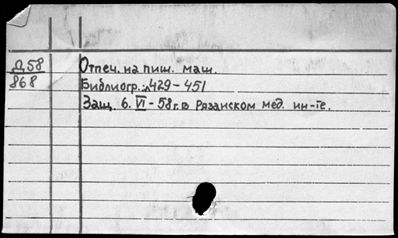 Д 58
868
Отпеч. на пиш. маш.
Библиогр.: с. 429-451
Защ. 6. VI - 58 г. в Рязанском мед. ин-те.